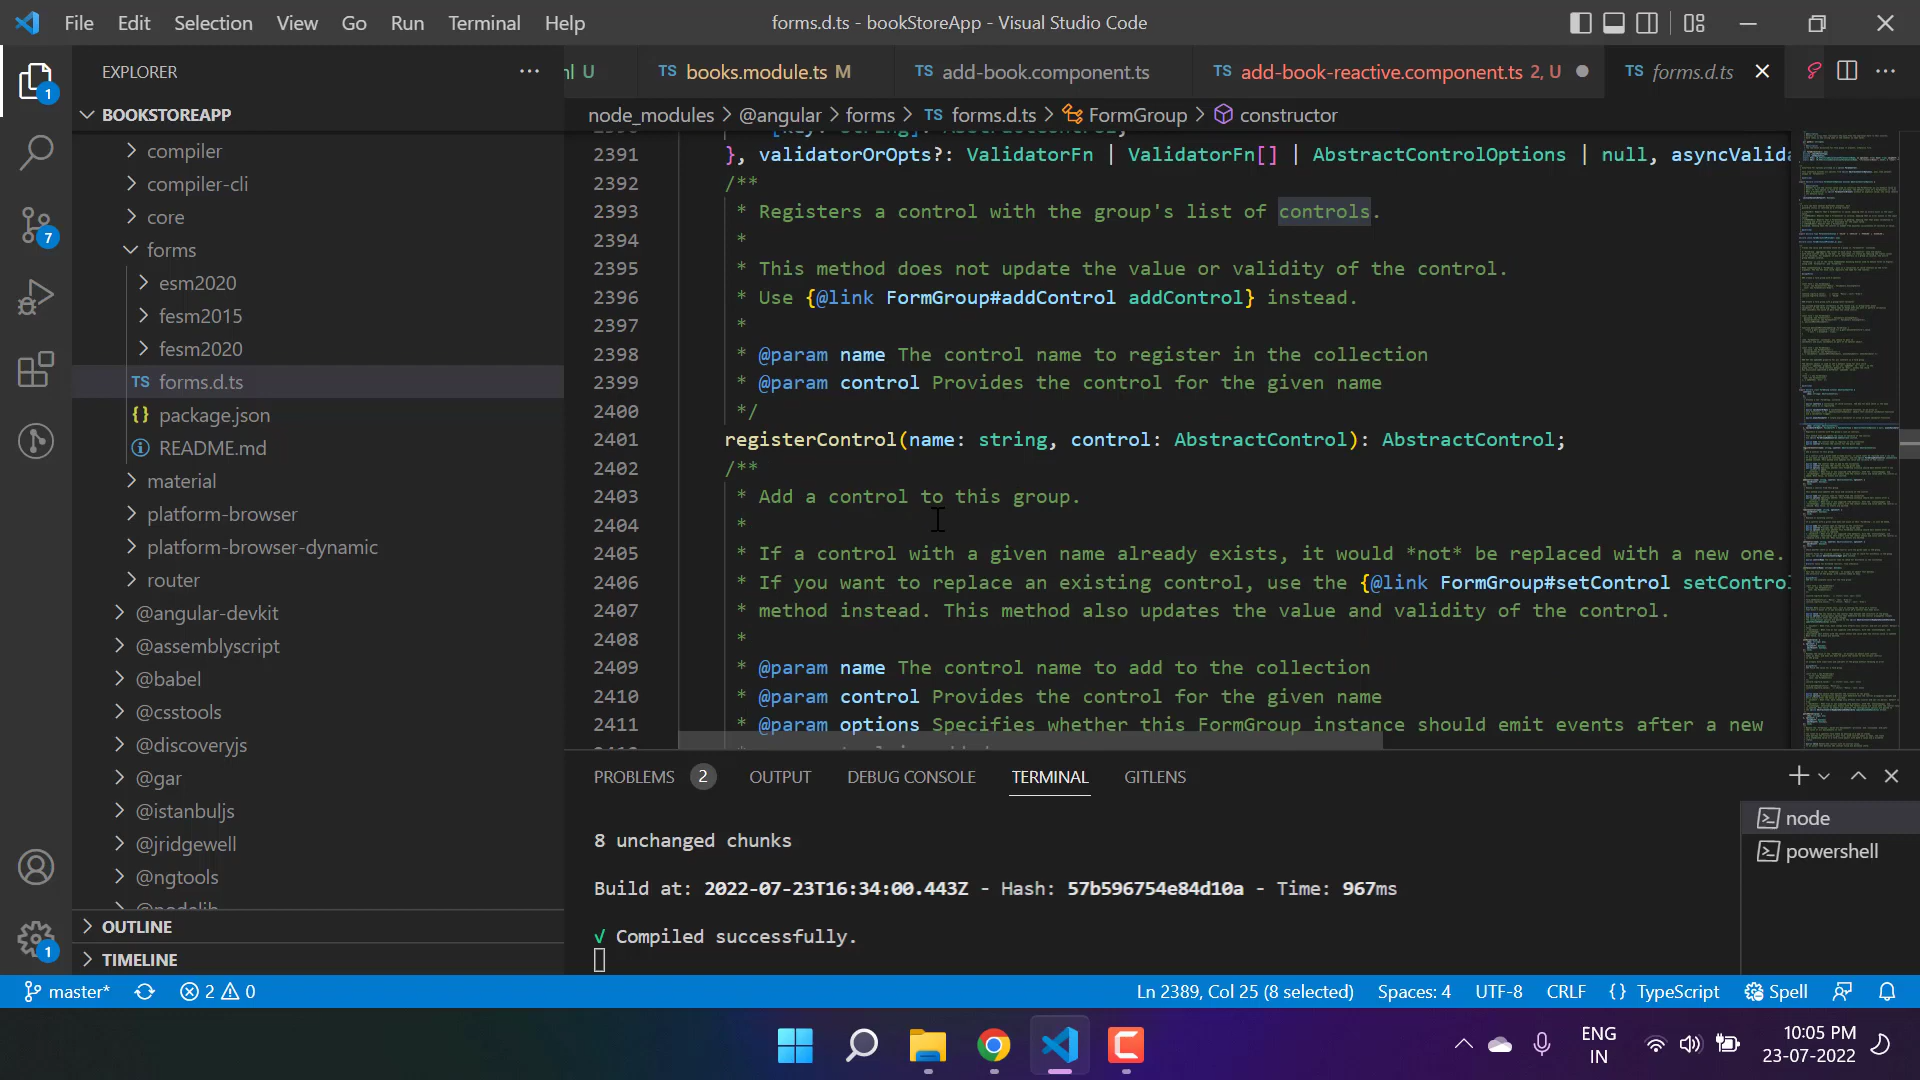 File Edit Selection View Go Run Terminal Help
forms.d.ts - bookStoreApp - Visual Studio Code
EXPLORER
U
TS books.module.ts M
TS add-book.component.ts
TS add-book-reactive.component.ts 2, U
TS forms.d.ts
node_modules > @angular > forms > TS forms.d.ts > FormGroup > constructor
1
7
1
BOOKSTOREAPP
compiler
compiler-cli
core
forms
esm2020
fesm2015
fesm2020
TS forms.d.ts
{} package.json
README.md
material
platform-browser
platform-browser-dynamic
router
@angular-devkit
@assemblyscript
@babel
@csstools
@discoveryjs
@gar
@istanbuljs
@jridgewell
@ngtools
OUTLINE
TIMELINE
2391 }, validatorOrOpts?: ValidatorFn | ValidatorFn[] | AbstractControlOptions | null, asyncValida
2392 /**
2393 * Registers a control with the group's list of controls.
2394 *
2395 * This method does not update the value or validity of the control.
2396 * Use {@link FormGroup#addControl addControl} instead.
2397 *
2398 * @param name The control name to register in the collection
2399 * @param control Provides the control for the given name
2400 */
2401 registerControl(name: string, control: AbstractControl): AbstractControl;
2402 /**
2403 * Add a control to this group.
2404 *
2405 * If a control with a given name already exists, it would *not* be replaced with a new one.
2406 * If you want to replace an existing control, use the {@link FormGroup#setControl setControl
2407 * method instead. This method also updates the value and validity of the control.
2408 *
2409 * @param name The control name to add to the collection
2410 * @param control Provides the control for the given name
2411 * @param options Specifies whether this FormGroup instance should emit events after a new
PROBLEMS 2 OUTPUT DEBUG CONSOLE TERMINAL GITLENS
8 unchanged chunks
Build at: 2022-07-23T16:34:00.443Z - Hash: 57b596754e84d10a - Time: 967ms
√ Compiled successfully.
node
powershell
master* 2 0
Ln 2389, Col 25 (8 selected) Spaces: 4 UTF-8 CRLF {} TypeScript Spell
ENG
IN
10:05 PM
23-07-2022